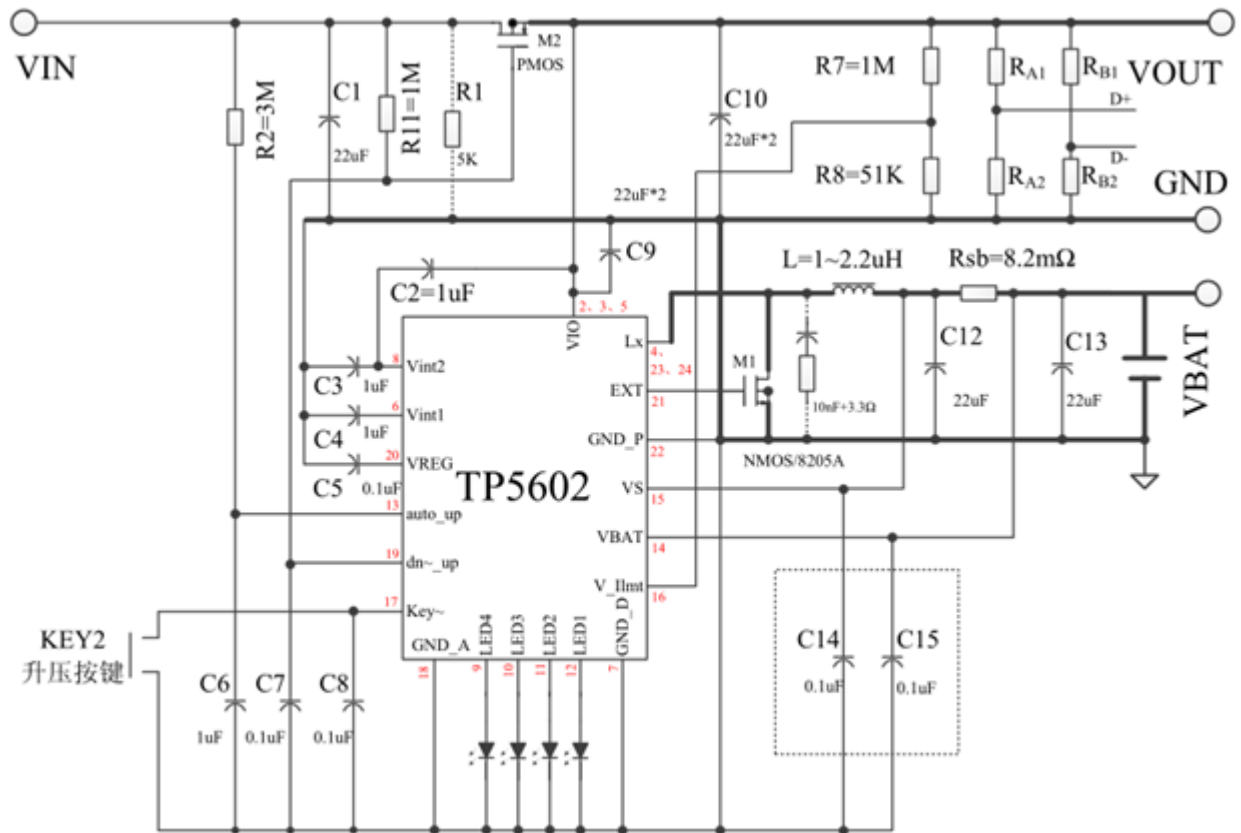 VIN
R2=3M
C1
22uF
R11=1M
R1
5K
M2
PMOS
C10
22uF*2
R7=1M
R8=51K
RA1
RA2
RB1
RB2
D+
D-
VOUT
GND
22uF*2
C9
C2=1uF
2、3、5
VIO
L=1~2.2uH
Rsb=8.2mΩ
VBAT
C3
1uF
8
Vint2
C4
1uF
6
Vint1
C5
0.1uF
20
VREG
13
auto_up
19
dn~_up
17
Key~
TP5602
Lx
4、
23、24
EXT
21
GND_P
22
VS
15
VBAT
14
V_Ilmt
16
M1
NMOS/8205A
10nF+3.3Ω
C12
22uF
C13
22uF
GND_A
18
LED4
9
LED3
10
LED2
11
LED1
12
GND_D
7
KEY2
升压按键
C6
1uF
C7
0.1uF
C8
0.1uF
C14
0.1uF
C15
0.1uF